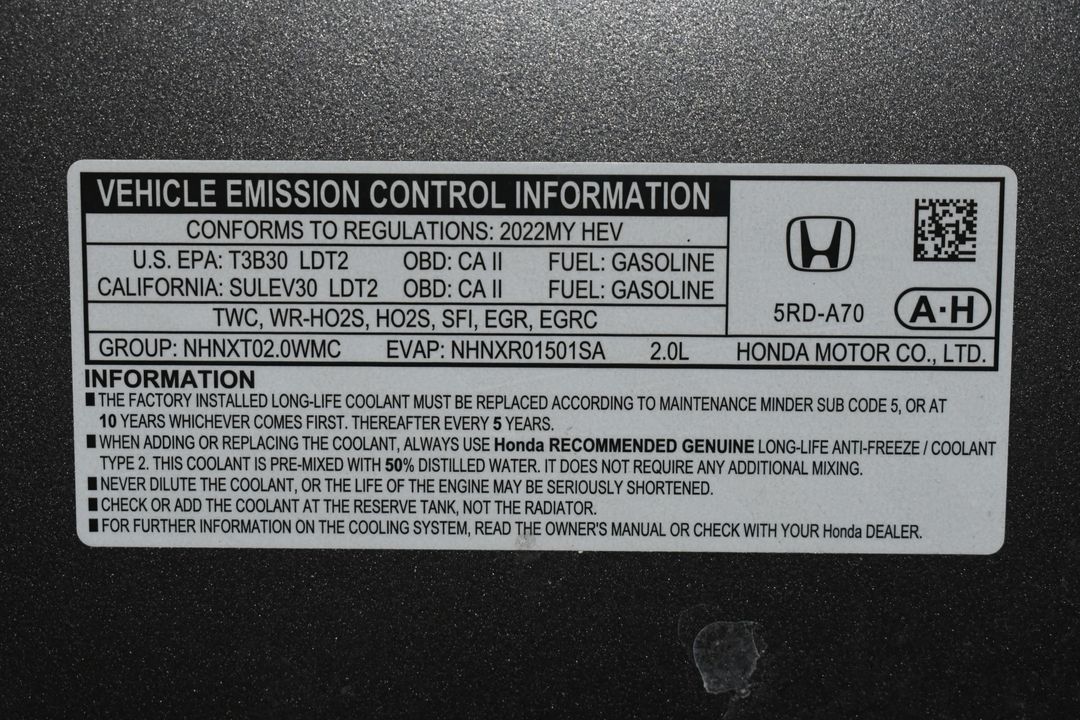 VEHICLE EMISSION CONTROL INFORMATION
CONFORMS TO REGULATIONS: 2022MY HEV
U.S. EPA: T3B30 LDT2 OBD: CA II FUEL: GASOLINE
CALIFORNIA: SULEV30 LDT2 OBD: CA II FUEL: GASOLINE
TWC, WR-HO2S, HO2S, SFI, EGR, EGRC
5RD-A70 A·H
GROUP: NHNXT02.0WMC EVAP: NHNXR01501SA 2.0L HONDA MOTOR CO., LTD.
INFORMATION
■ THE FACTORY INSTALLED LONG-LIFE COOLANT MUST BE REPLACED ACCORDING TO MAINTENANCE MINDER SUB CODE 5, OR AT
10 YEARS WHICHEVER COMES FIRST. THEREAFTER EVERY 5 YEARS.
■ WHEN ADDING OR REPLACING THE COOLANT, ALWAYS USE Honda RECOMMENDED GENUINE LONG-LIFE ANTI-FREEZE / COOLANT
TYPE 2. THIS COOLANT IS PRE-MIXED WITH 50% DISTILLED WATER. IT DOES NOT REQUIRE ANY ADDITIONAL MIXING.
■ NEVER DILUTE THE COOLANT, OR THE LIFE OF THE ENGINE MAY BE SERIOUSLY SHORTENED.
■ CHECK OR ADD THE COOLANT AT THE RESERVE TANK, NOT THE RADIATOR.
■ FOR FURTHER INFORMATION ON THE COOLING SYSTEM, READ THE OWNER'S MANUAL OR CHECK WITH YOUR Honda DEALER.